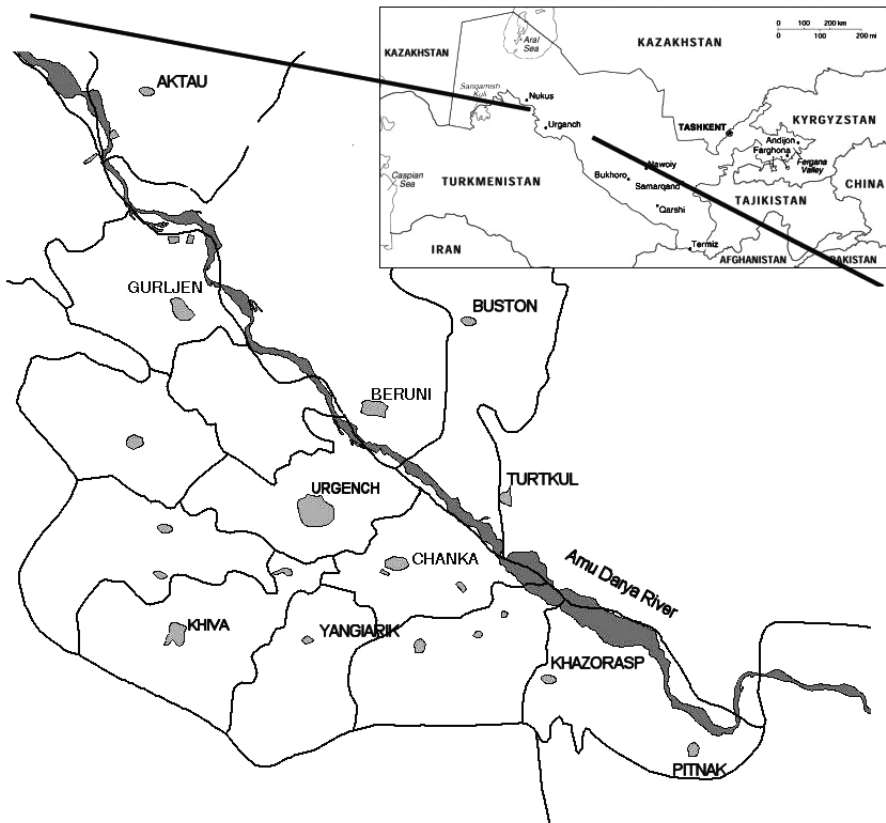 0 100 200 km
0 100 200 mi
KAZAKHSTAN
Aral
Sea
KAZAKHSTAN
Sarigamish
Kuli
Nukus
Urganch
TASHKENT
KYRGYZSTAN
Andijon
Farghona
Fergana
Valley
Nawoiy
Bukhoro
Samarqand
Caspian
Sea
TURKMENISTAN
CHINA
TAJIKISTAN
Qarshi
IRAN
Termiz
AFGHANISTAN
PAKISTAN
AKTAU
GURLJEN
BUSTON
BERUNI
URGENCH
TURTKUL
CHANKA
Amu Darya River
KHIVA
YANGIARIK
KHAZORASP
PITNAK